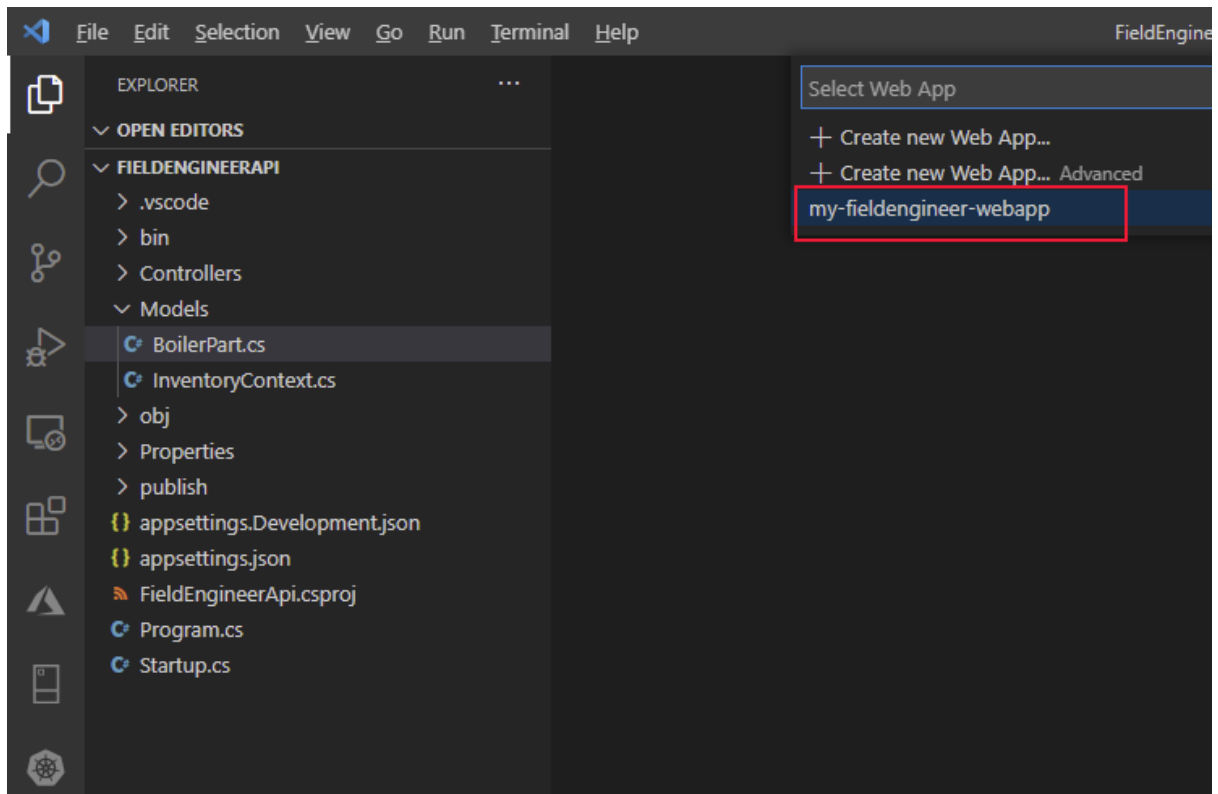 File Edit Selection View Go Run Terminal Help
FieldEngine
EXPLORER
OPEN EDITORS
FIELDENGINEERAPI
.vscode
bin
Controllers
Models
BoilerPart.cs
InventoryContext.cs
obj
Properties
publish
appsettings.Development.json
appsettings.json
FieldEngineerApi.csproj
Program.cs
Startup.cs
Select Web App
Create new Web App...
Create new Web App... Advanced
my-fieldengineer-webapp